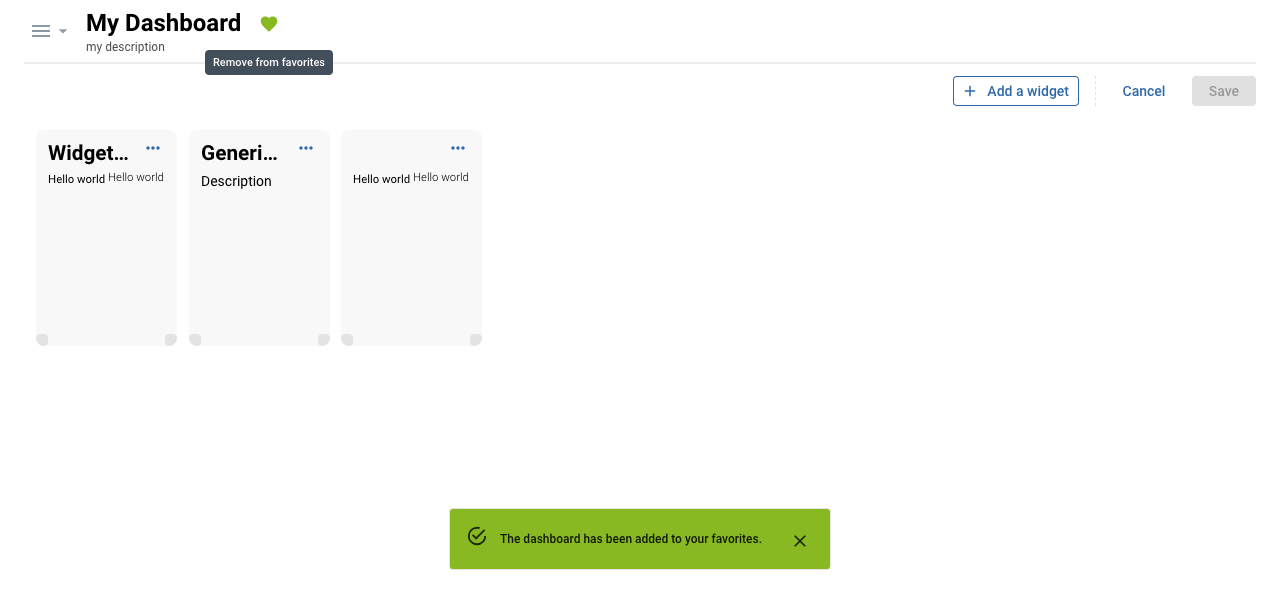 My Dashboard
my description
Remove from favorites
Add a widget
Cancel
Save
Widget...
Hello world Hello world
Generi...
Description
Hello world Hello world
The dashboard has been added to your favorites.